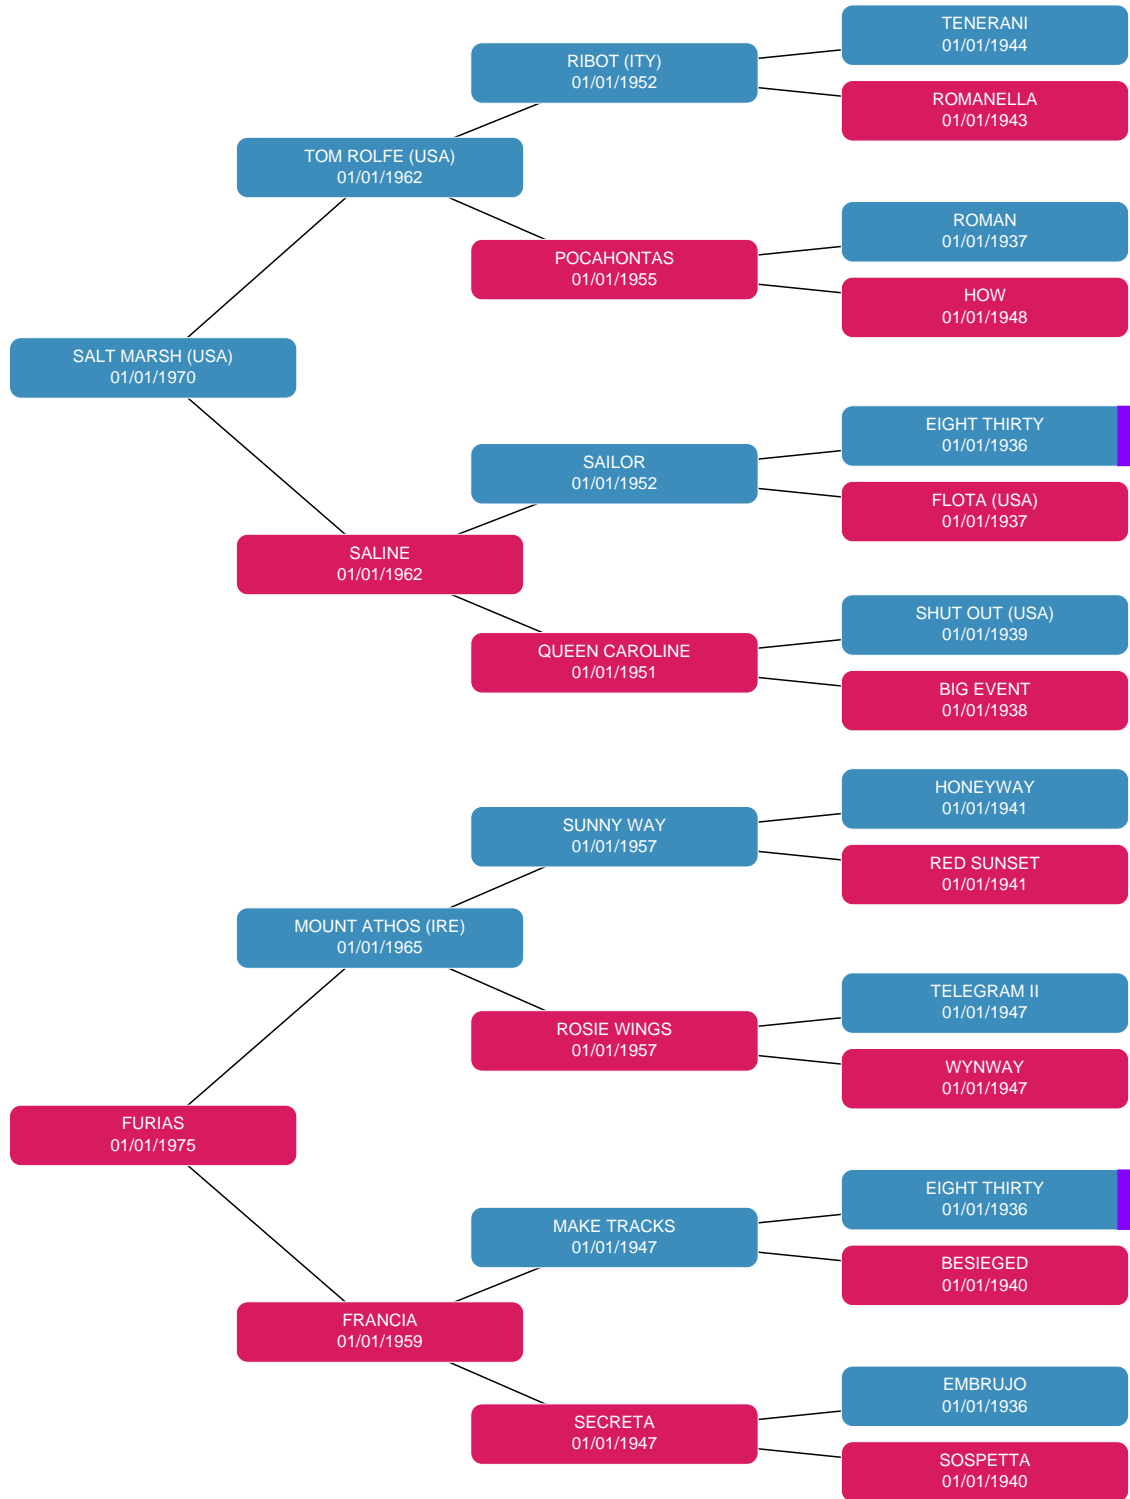 TENERANI
01/01/1944
RIBOT (ITY)
01/01/1952
ROMANELLA
01/01/1943
TOM ROLFE (USA)
01/01/1962
ROMAN
01/01/1937
POCAHONTAS
01/01/1955
HOW
01/01/1948
SALT MARSH (USA)
01/01/1970
EIGHT THIRTY
01/01/1936
SAILOR
01/01/1952
FLOTA (USA)
01/01/1937
SALINE
01/01/1962
SHUT OUT (USA)
01/01/1939
QUEEN CAROLINE
01/01/1951
BIG EVENT
01/01/1938
HONEYWAY
01/01/1941
SUNNY WAY
01/01/1957
RED SUNSET
01/01/1941
MOUNT ATHOS (IRE)
01/01/1965
TELEGRAM II
01/01/1947
ROSIE WINGS
01/01/1957
WYNWAY
01/01/1947
FURIAS
01/01/1975
EIGHT THIRTY
01/01/1936
MAKE TRACKS
01/01/1947
BESIEGED
01/01/1940
FRANCIA
01/01/1959
EMBRUJO
01/01/1936
SECRETA
01/01/1947
SOSPETTA
01/01/1940